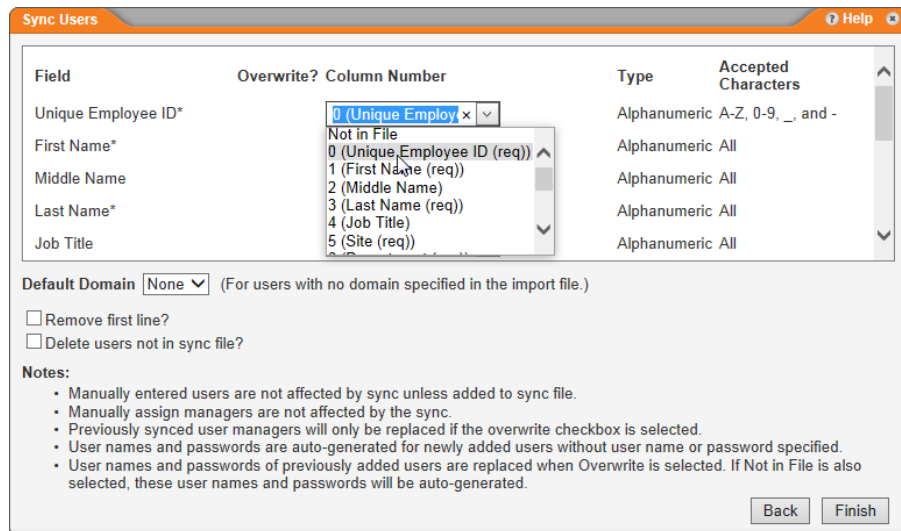 Sync Users
Help
Field Overwrite? Column Number Type Accepted Characters
Unique Employee ID* 0 (Unique Employ Alphanumeric A-Z, 0-9, _, and -
Not in File
First Name* 0 (Unique Employee ID (req)) Alphanumeric All
1 (First Name (req))
Middle Name 2 (Middle Name) Alphanumeric All
Last Name* 3 (Last Name (req)) Alphanumeric All
4 (Job Title)
Job Title 5 (Site (req)) Alphanumeric All
Default Domain None (For users with no domain specified in the import file.)
Remove first line?
Delete users not in sync file?
Notes:
• Manually entered users are not affected by sync unless added to sync file.
• Manually assign managers are not affected by the sync.
• Previously synced user managers will only be replaced if the overwrite checkbox is selected.
• User names and passwords are auto-generated for newly added users without user name or password specified.
• User names and passwords of previously added users are replaced when Overwrite is selected. If Not in File is also
selected, these user names and passwords will be auto-generated.
Back Finish